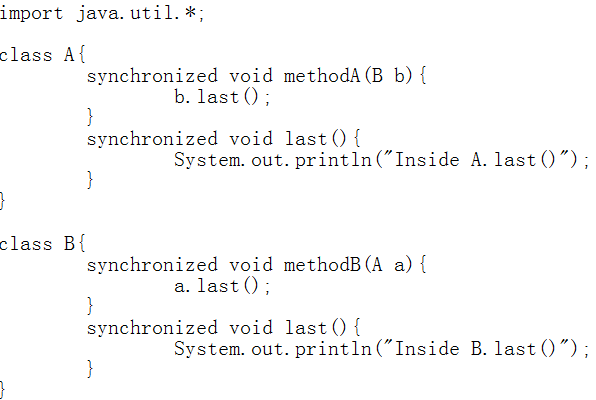 import java.util.*;
class A{
synchronized void methodA(B b){
b.last();
}
synchronized void last(){
System.out.println("Inside A.last()");
}
}
class B{
synchronized void methodB(A a){
a.last();
}
synchronized void last(){
System.out.println("Inside B.last()");
}
}